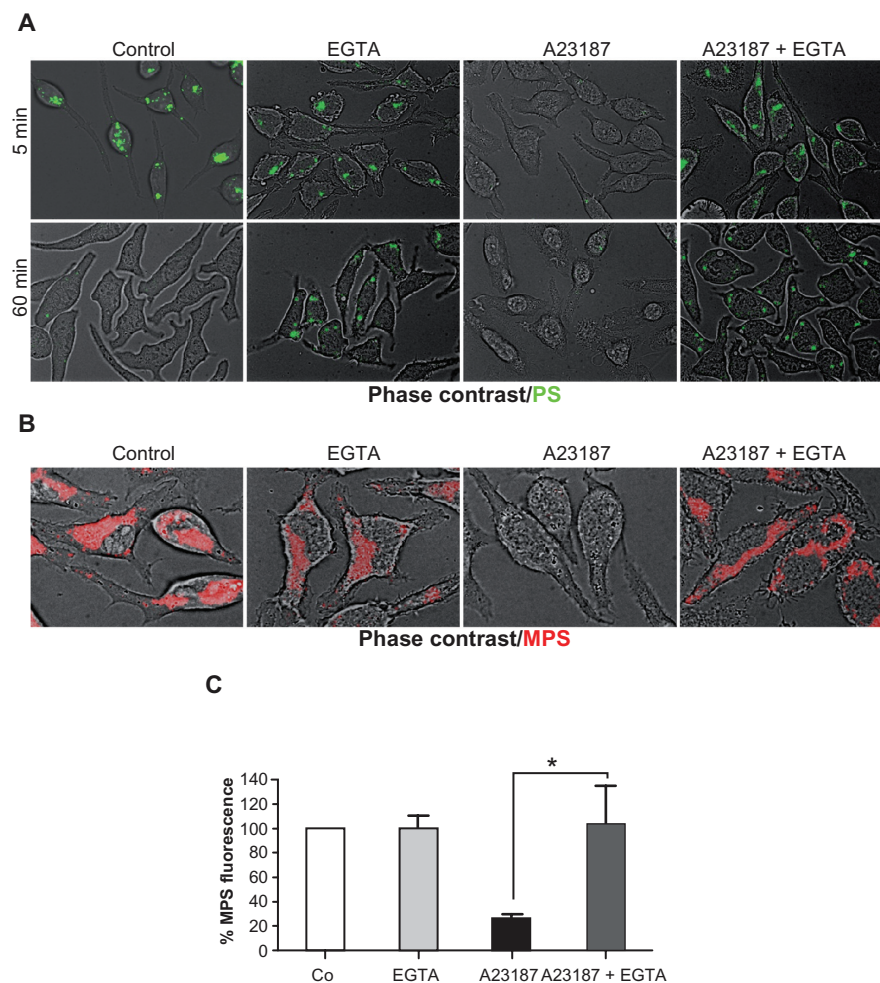 A
Control EGTA A23187 A23187 + EGTA
5 min
60 min
Phase contrast/PS
B
Control EGTA A23187 A23187 + EGTA
Phase contrast/MPS
C
% MPS fluorescence
140
120
100
80
60
40
20
0
*
Co EGTA A23187 A23187 + EGTA